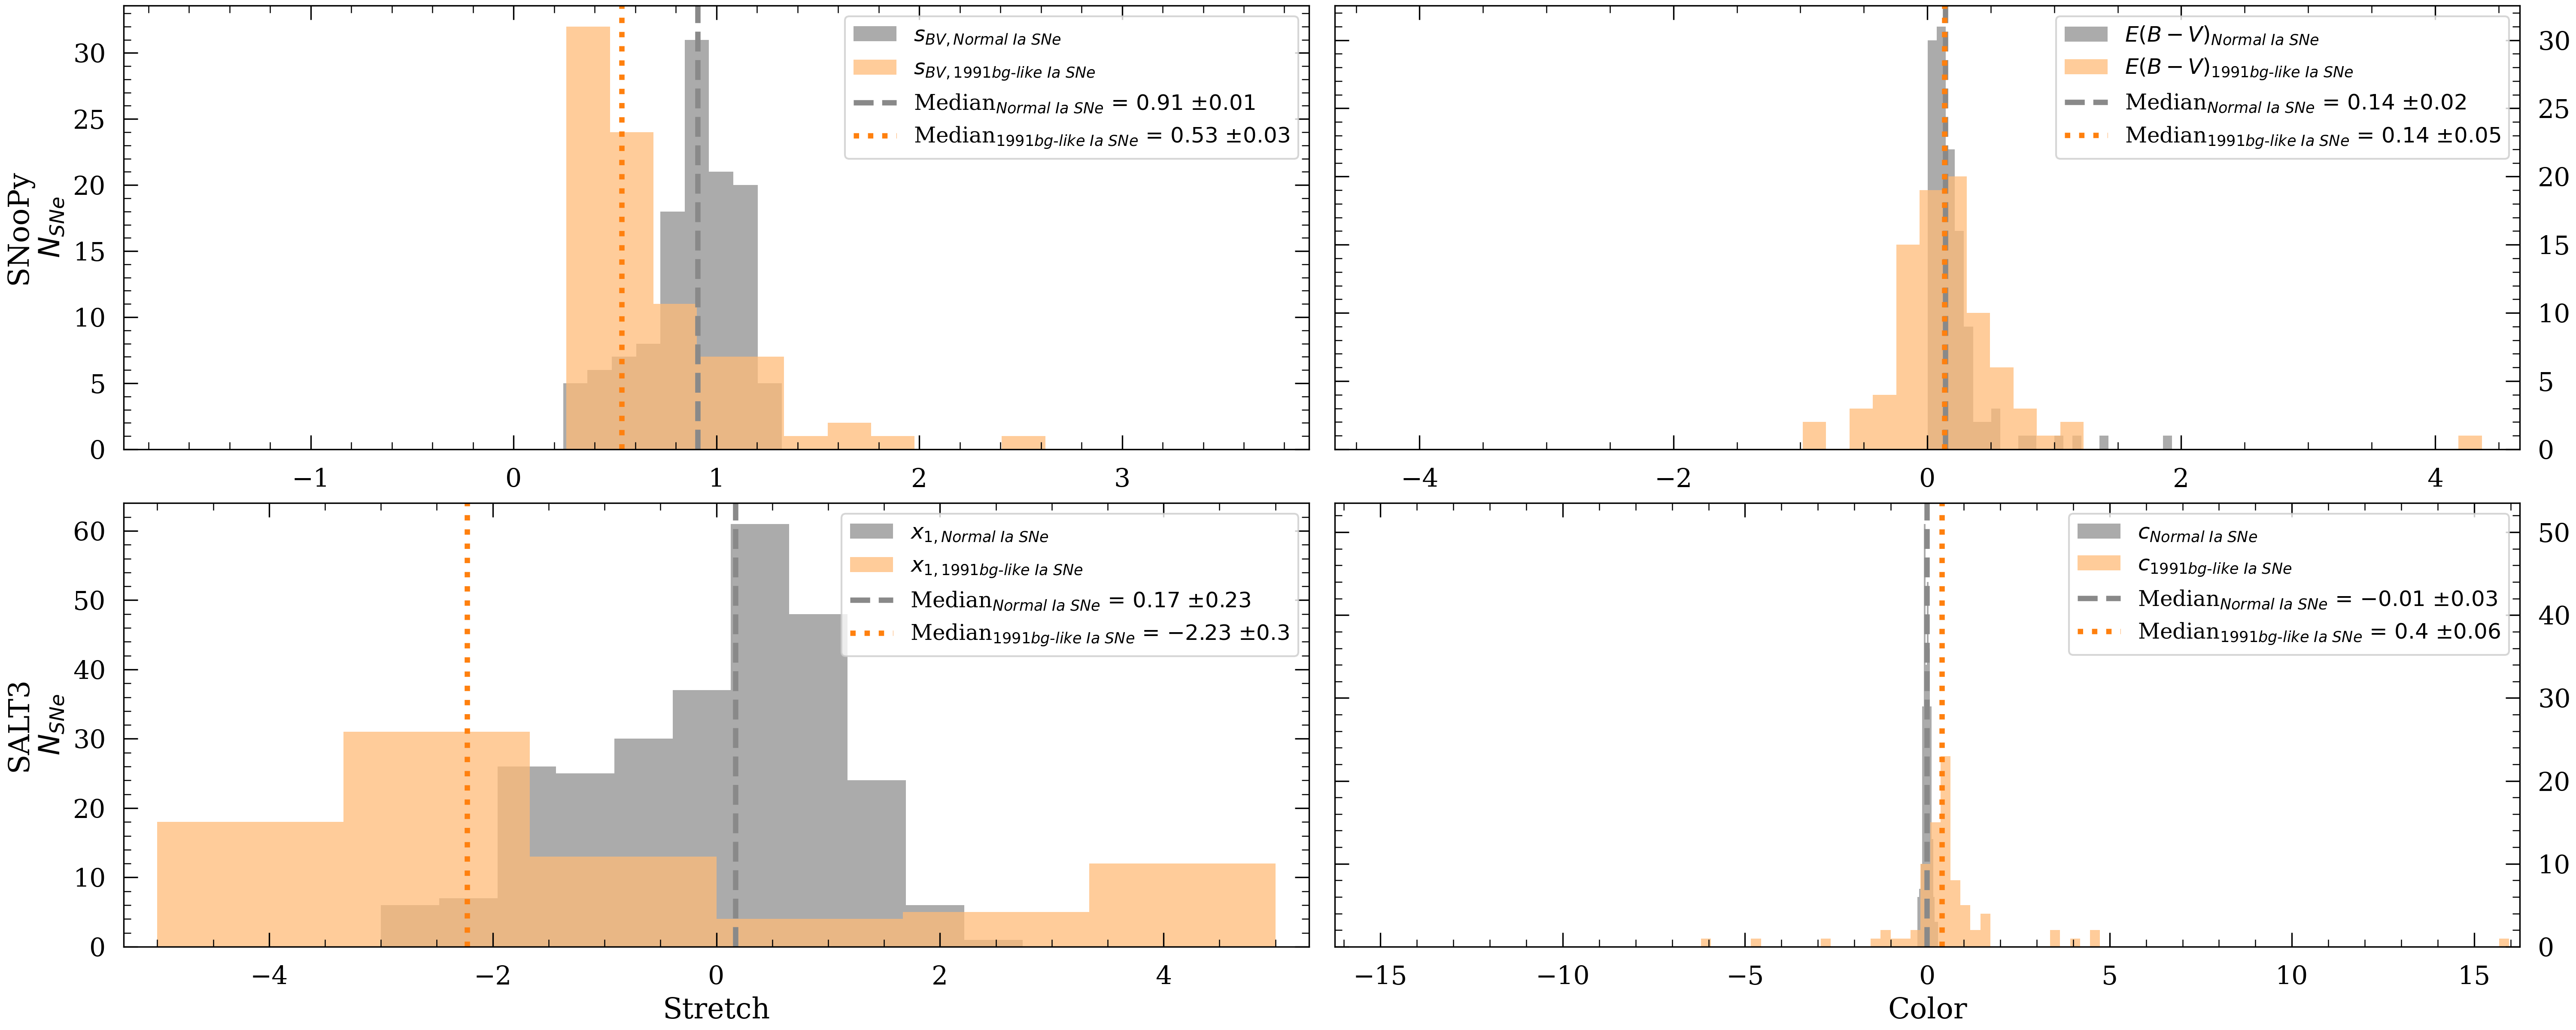 SNooPy
N_SNe
30
25
20
15
10
5
0
−1 0 1 2 3
s_BV, Normal Ia SNe
s_BV, 1991bg-like Ia SNe
Median_Normal Ia SNe = 0.91 ±0.01
Median_1991bg-like Ia SNe = 0.53 ±0.03
E(B − V)_Normal Ia SNe
E(B − V)_1991bg-like Ia SNe
Median_Normal Ia SNe = 0.14 ±0.02
Median_1991bg-like Ia SNe = 0.14 ±0.05
30
25
20
15
10
5
0
−4 −2 0 2 4
SALT3
N_SNe
60
50
40
30
20
10
0
−4 −2 0 2 4
Stretch
x_1, Normal Ia SNe
x_1, 1991bg-like Ia SNe
Median_Normal Ia SNe = 0.17 ±0.23
Median_1991bg-like Ia SNe = −2.23 ±0.3
c_Normal Ia SNe
c_1991bg-like Ia SNe
Median_Normal Ia SNe = −0.01 ±0.03
Median_1991bg-like Ia SNe = 0.4 ±0.06
50
40
30
20
10
0
−15 −10 −5 0 5 10 15
Color